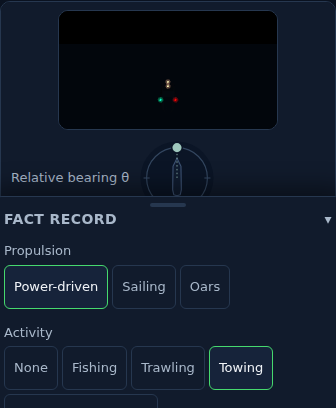 Relative bearing θ
FACT RECORD ▼
Propulsion
Power-driven Sailing Oars
Activity
None Fishing Trawling Towing